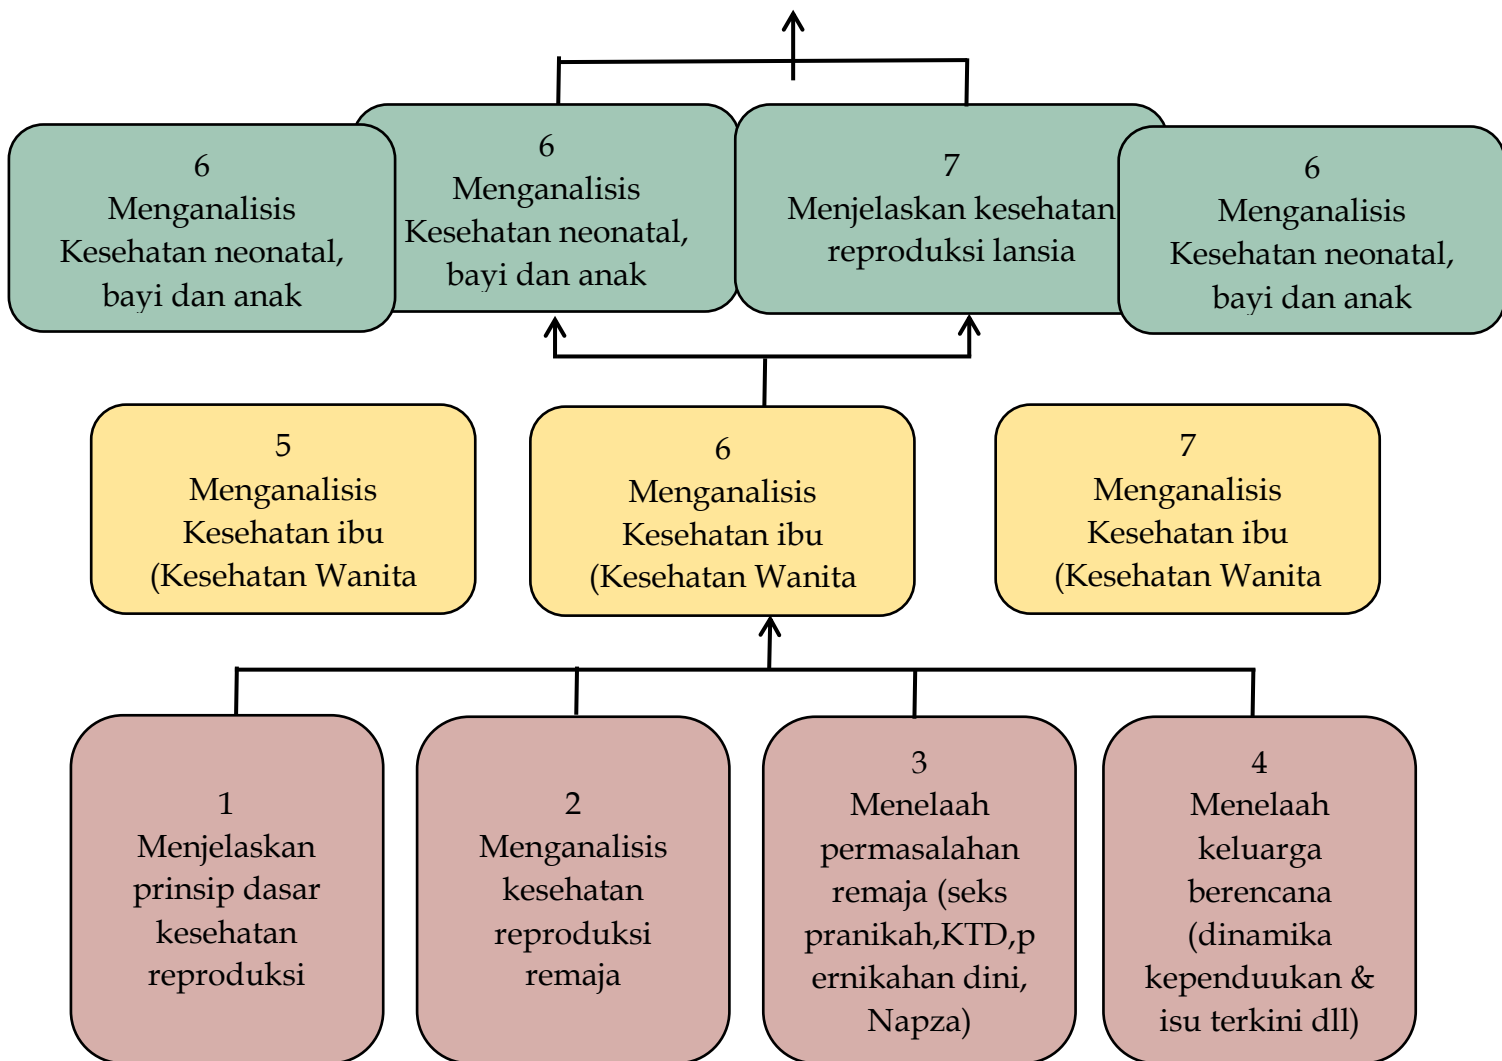 6
Menganalisis
Kesehatan neonatal,
bayi dan anak
6
Menganalisis
Kesehatan neonatal,
bayi dan anak
7
Menjelaskan kesehatan
reproduksi lansia
6
Menganalisis
Kesehatan neonatal,
bayi dan anak
5
Menganalisis
Kesehatan ibu
(Kesehatan Wanita
6
Menganalisis
Kesehatan ibu
(Kesehatan Wanita
7
Menganalisis
Kesehatan ibu
(Kesehatan Wanita
1
Menjelaskan
prinsip dasar
kesehatan
reproduksi
2
Menganalisis
kesehatan
reproduksi
remaja
3
Menelaah
permasalahan
remaja (seks
pranikah,KTD,p
ernikahan dini,
Napza)
4
Menelaah
keluarga
berencana
(dinamika
kependuukan &
isu terkini dll)